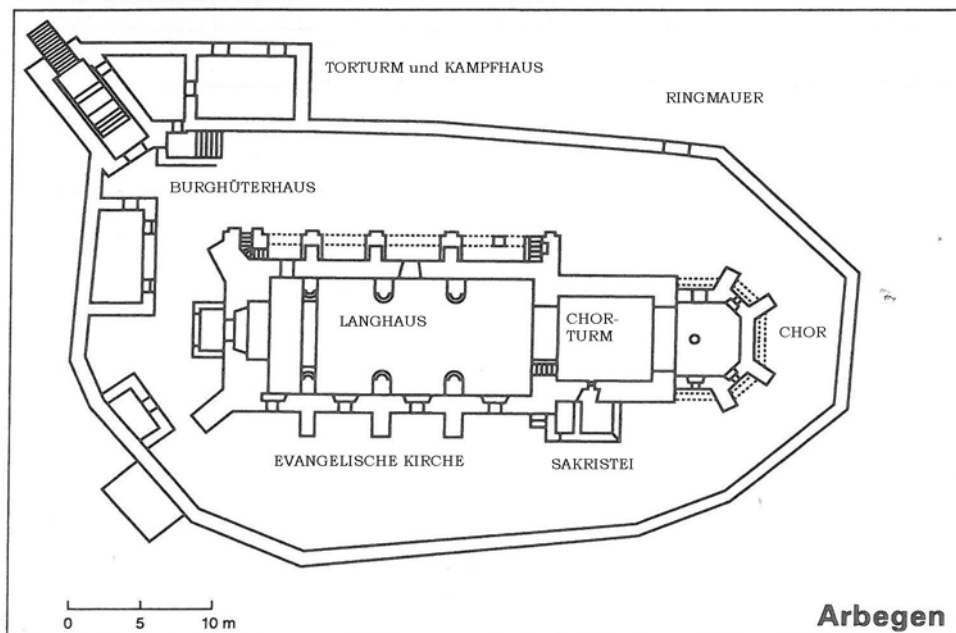 TORTURM und KAMPFHAUS
RINGMAUER
BURGHÜTERHAUS
LANGHAUS
CHOR-
TURM
CHOR
EVANGELISCHE KIRCHE
SAKRISTEI
0 5 10 m
Arbegen